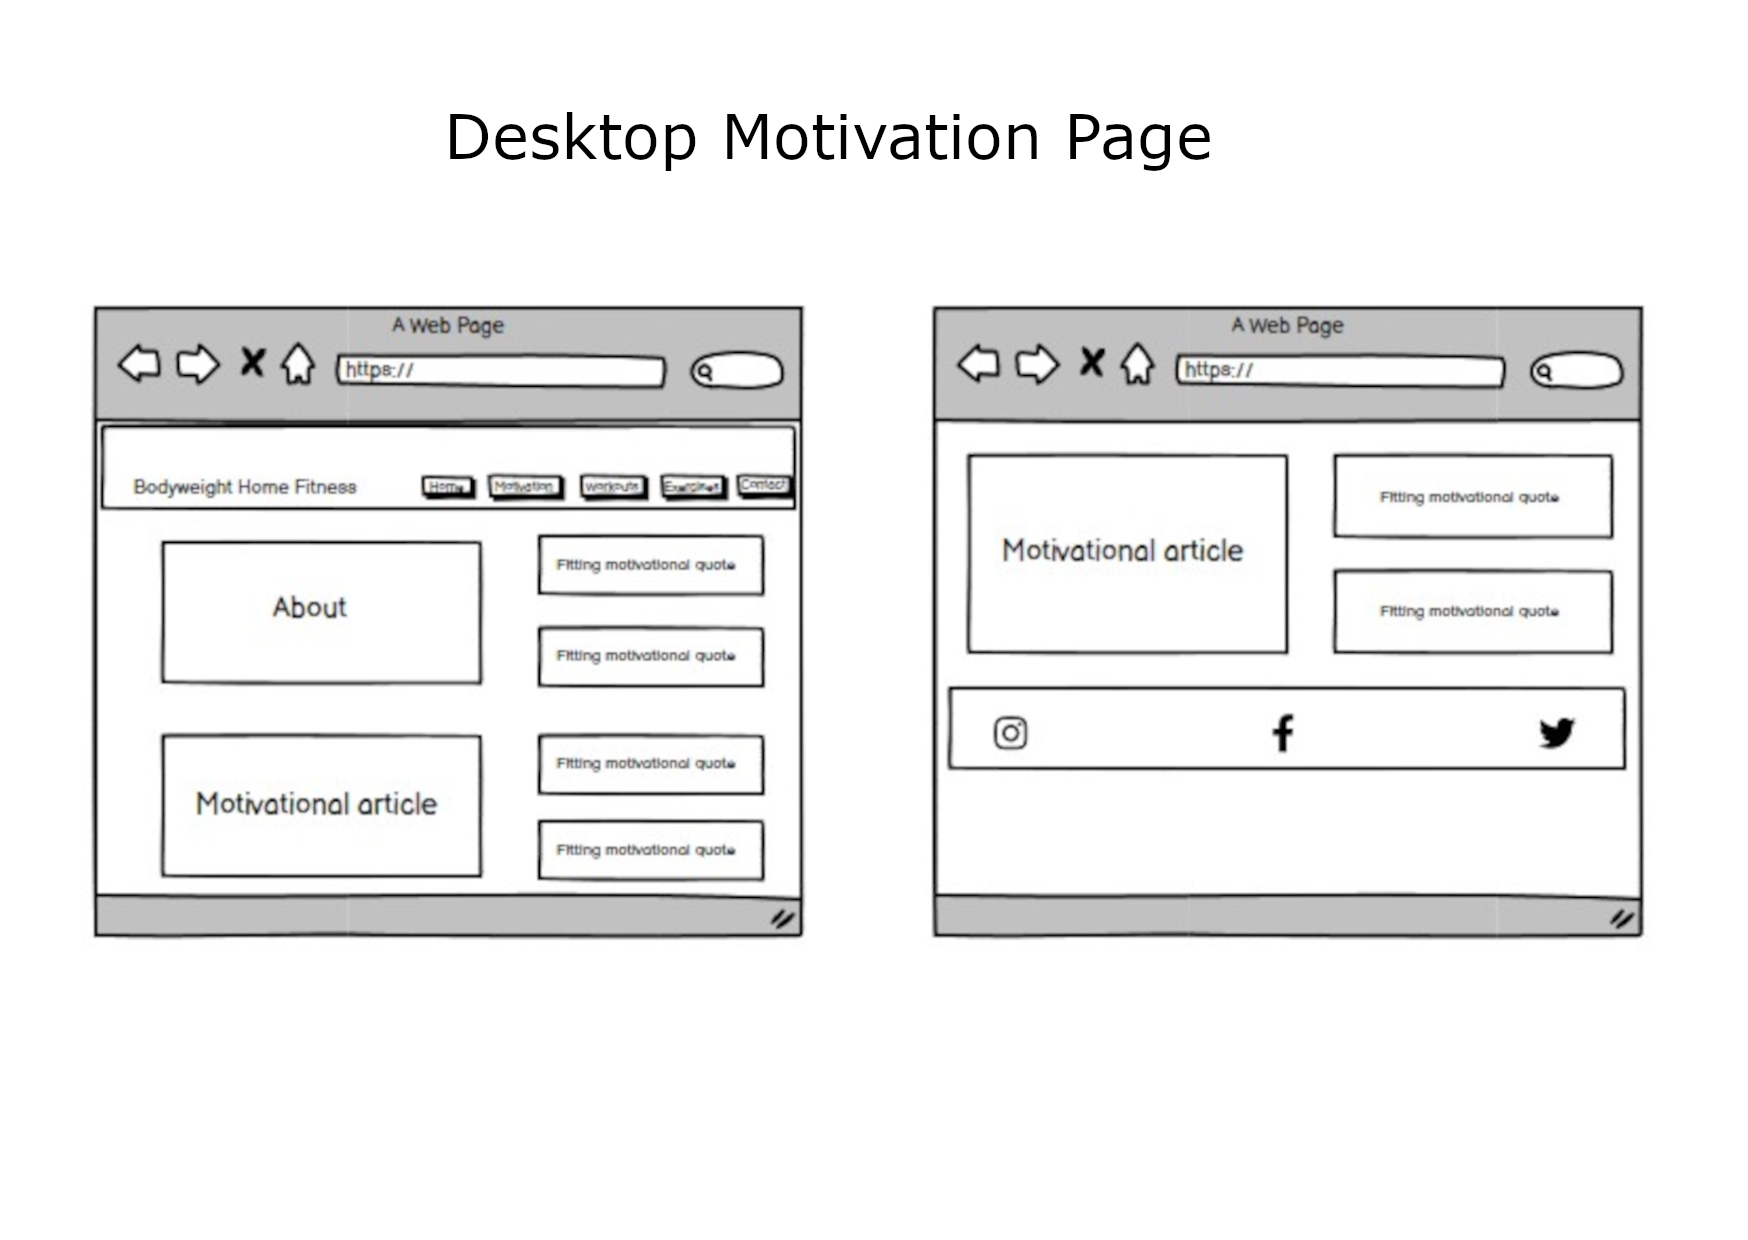 Desktop Motivation Page
A Web Page
https://
Bodyweight Home Fitness
Home
Motivation
Workouts
Exercises
Contact
About
Fitting motivational quote
Fitting motivational quote
Motivational article
Fitting motivational quote
Fitting motivational quote
A Web Page
https://
Motivational article
Fitting motivational quote
Fitting motivational quote